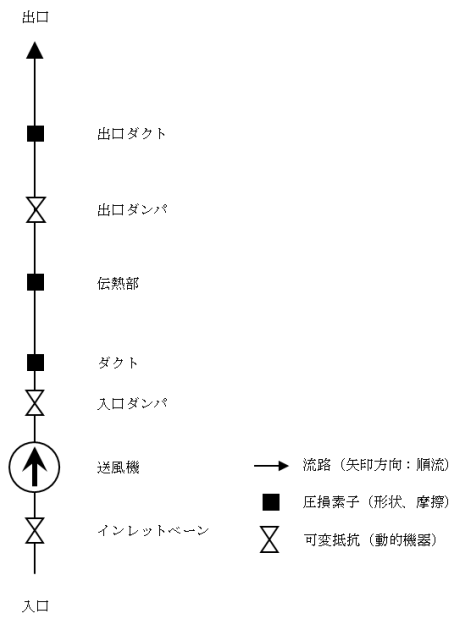 出口
出口ダクト
出口ダンパ
伝熱部
ダクト
入口ダンパ
送風機
インレットベーン
入口
流路（矢印方向：順流）
圧損素子（形状、摩擦）
可変抵抗（動的機器）